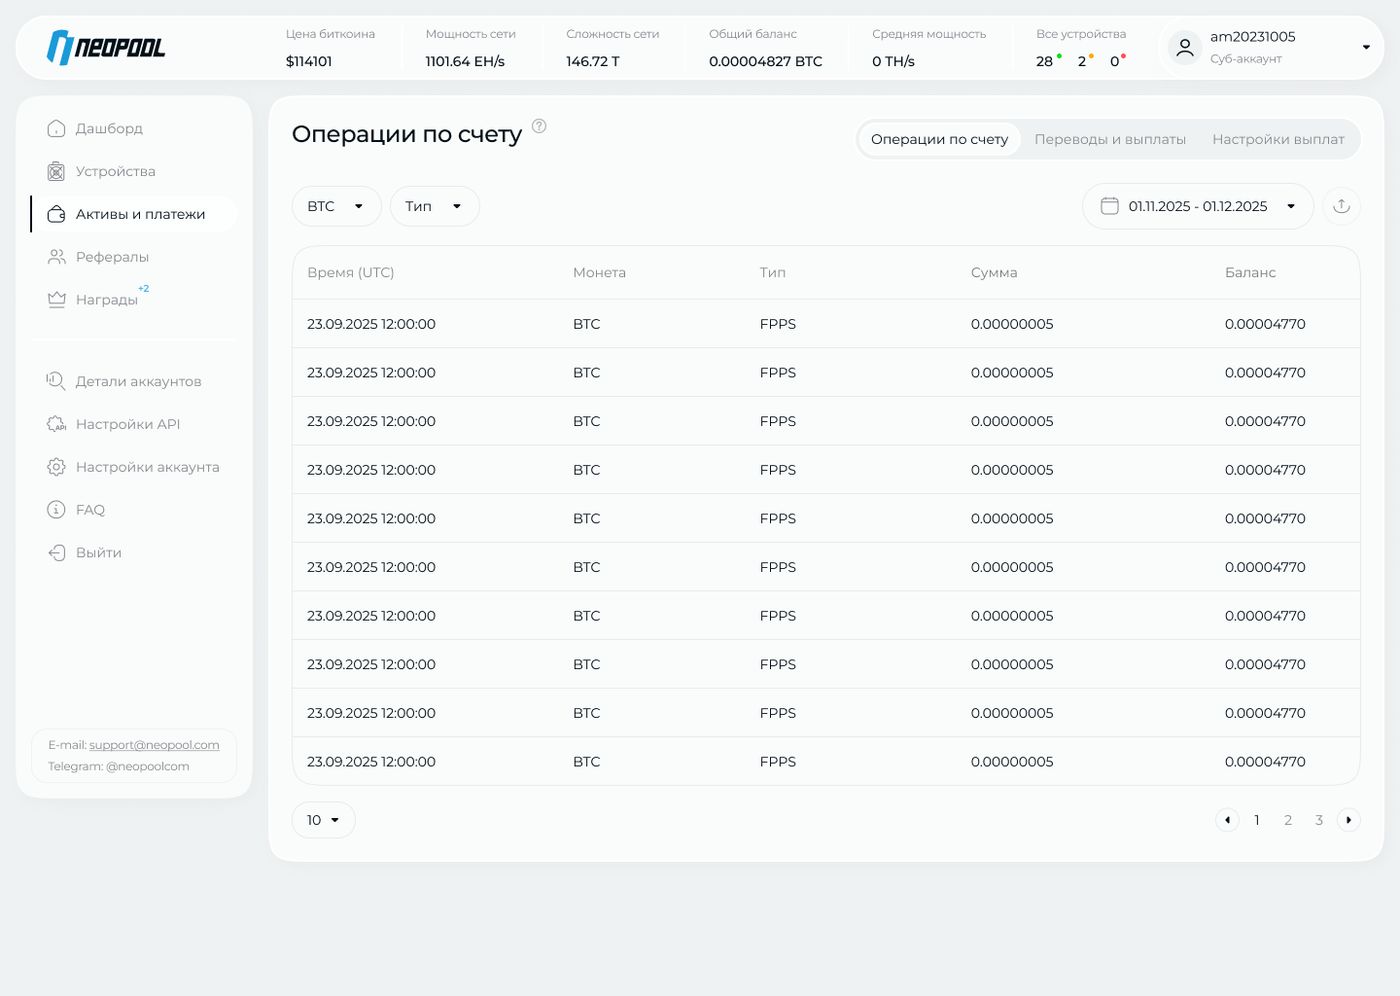 NEOPOOL
Цена биткоина
$114101
Мощность сети
1101.64 EH/s
Сложность сети
146.72 T
Общий баланс
0.00004827 BTC
Средняя мощность
0 TH/s
Все устройства
28 2 0
am20231005
Суб-аккаунт
Дашборд
Устройства
Активы и платежи
Рефералы
Награды +2
Детали аккаунтов
Настройки API
Настройки аккаунта
FAQ
Выйти
E-mail: support@neopool.com
Telegram: @neopoolcom
Операции по счету
Операции по счету Переводы и выплаты Настройки выплат
BTC Тип 01.11.2025 - 01.12.2025
Время (UTC) Монета Тип Сумма Баланс
23.09.2025 12:00:00 BTC FPPS 0.00000005 0.00004770
23.09.2025 12:00:00 BTC FPPS 0.00000005 0.00004770
23.09.2025 12:00:00 BTC FPPS 0.00000005 0.00004770
23.09.2025 12:00:00 BTC FPPS 0.00000005 0.00004770
23.09.2025 12:00:00 BTC FPPS 0.00000005 0.00004770
23.09.2025 12:00:00 BTC FPPS 0.00000005 0.00004770
23.09.2025 12:00:00 BTC FPPS 0.00000005 0.00004770
23.09.2025 12:00:00 BTC FPPS 0.00000005 0.00004770
23.09.2025 12:00:00 BTC FPPS 0.00000005 0.00004770
23.09.2025 12:00:00 BTC FPPS 0.00000005 0.00004770
10 1 2 3